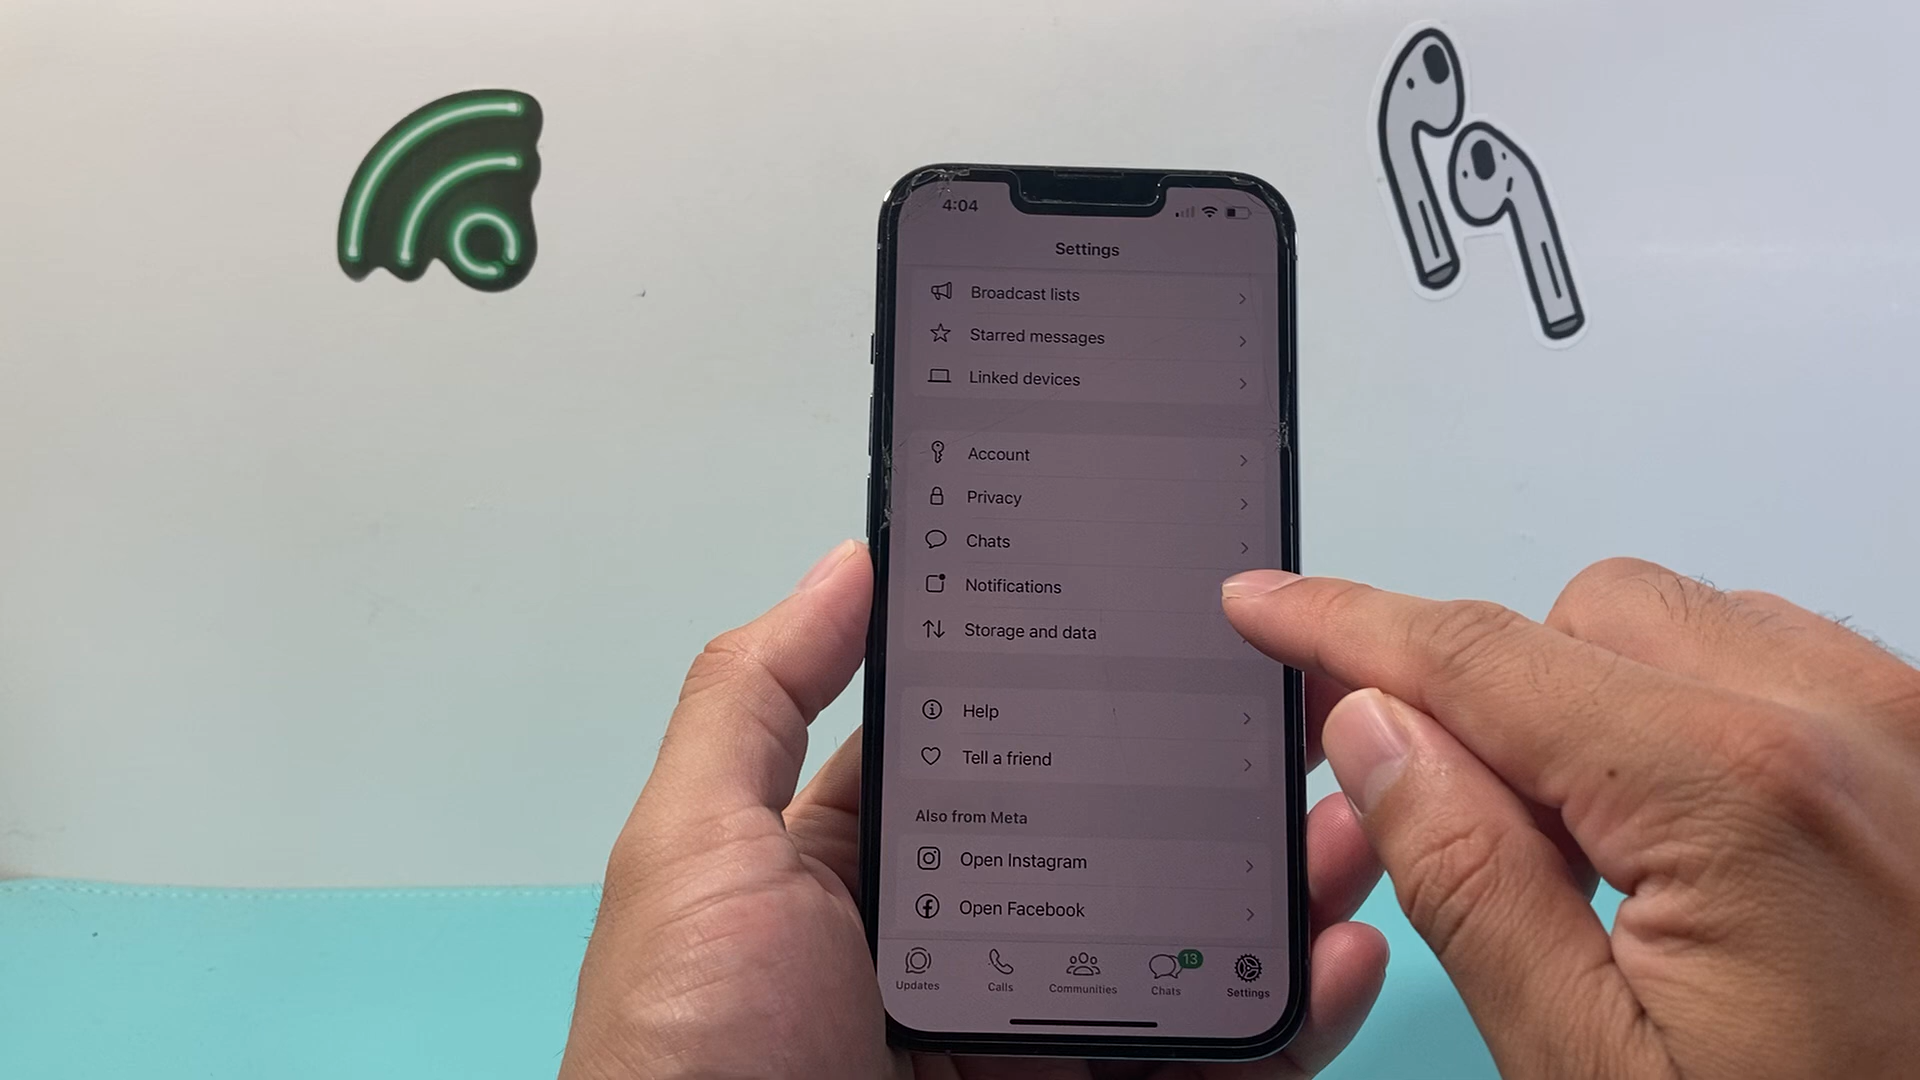 4:04
Settings
Broadcast lists
Starred messages
Linked devices
Account
Privacy
Chats
Notifications
Storage and data
Help
Tell a friend
Also from Meta
Open Instagram
Open Facebook
13
Updates
Calls
Communities
Chats
Settings